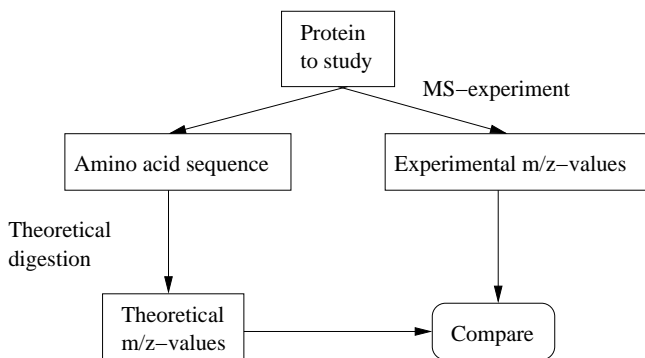 Protein
to study
MS−experiment
Amino acid sequence
Experimental m/z−values
Theoretical
digestion
Theoretical
m/z−values
Compare